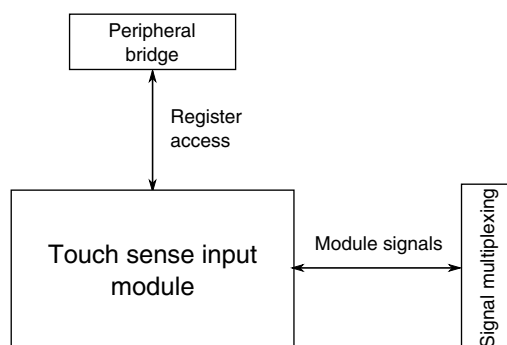 Peripheral
bridge
Register
access
Touch sense input
module
Module signals
Signal multiplexing